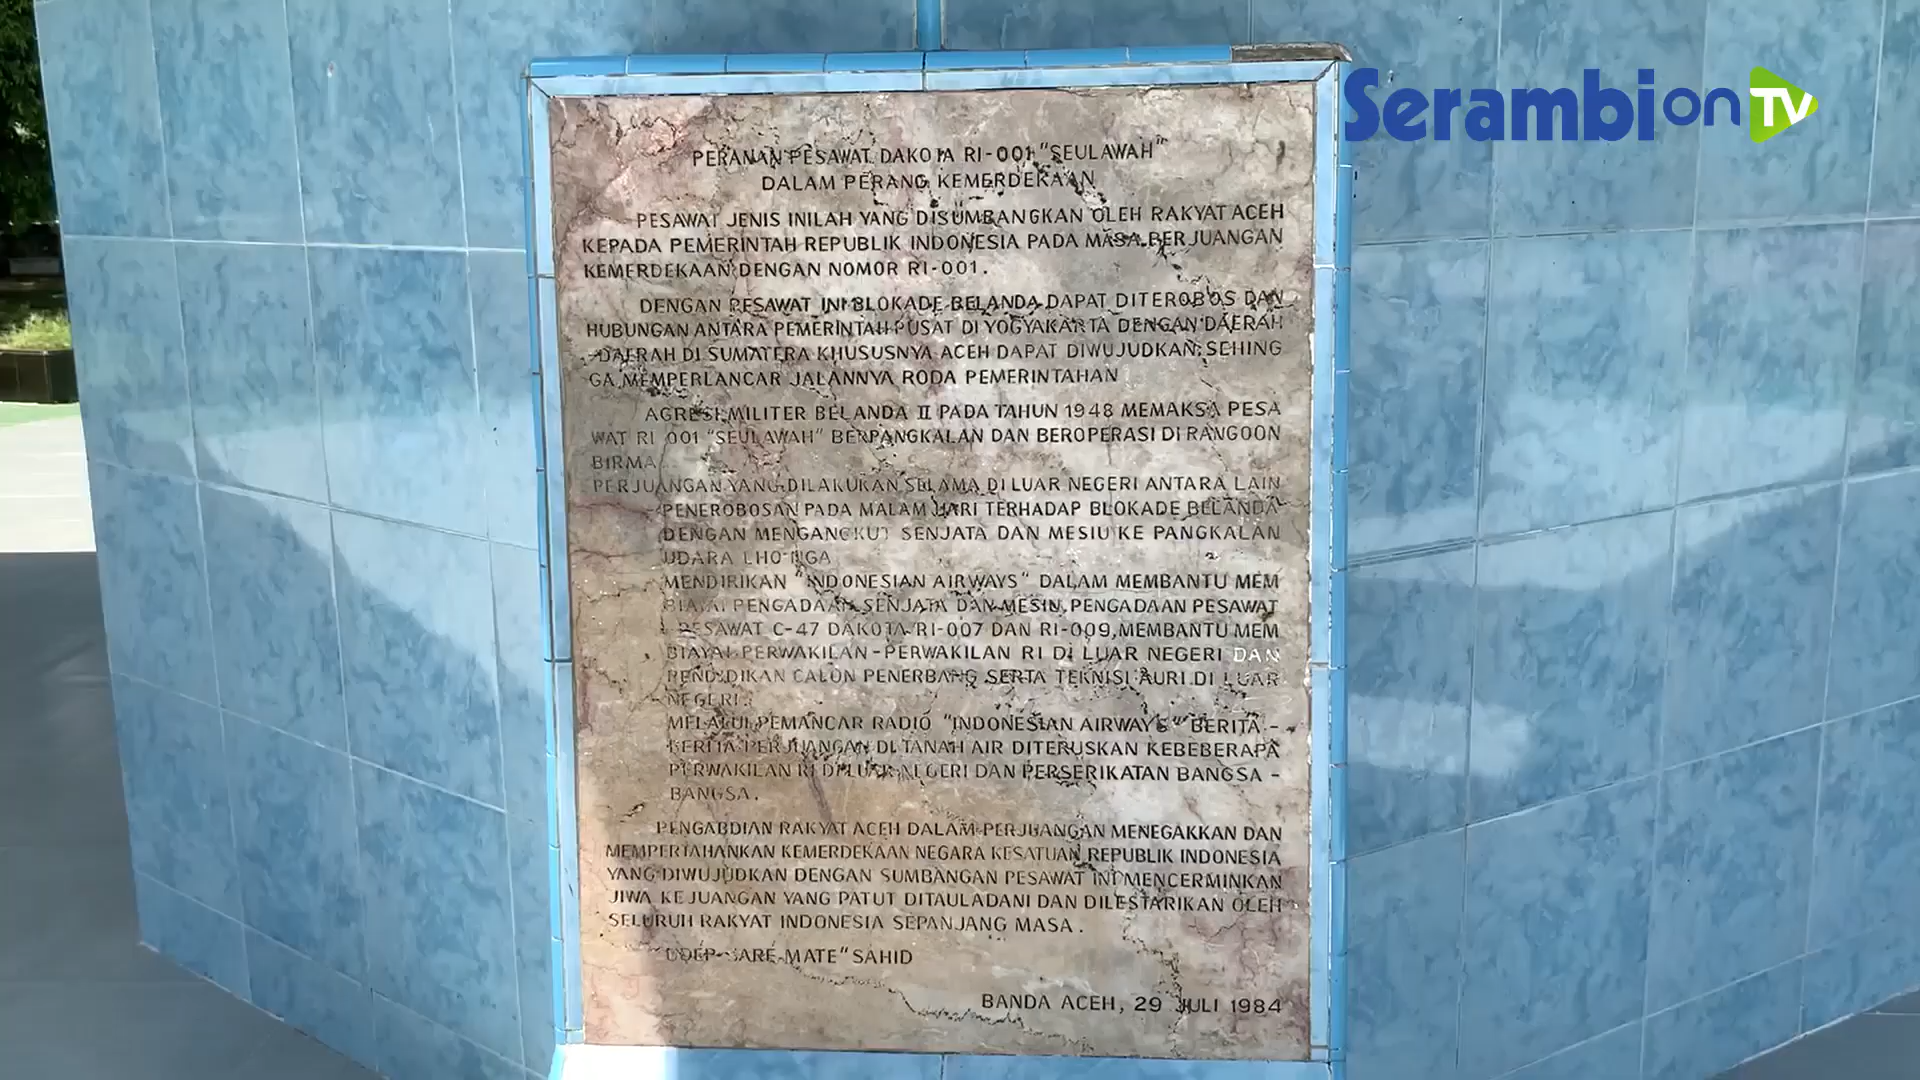 Serambi on TV
PERANAN PESAWAT DAKOTA RI-001 "SEULAWAH"
DALAM PERANG KEMERDEKAAN
PESAWAT JENIS INILAH YANG DISUMBANGKAN OLEH RAKYAT ACEH
KEPADA PEMERINTAH REPUBLIK INDONESIA PADA MASA PERJUANGAN
KEMERDEKAAN DENGAN NOMOR RI-001.
DENGAN PESAWAT INI BLOKADE BELANDA DAPAT DITEROBOS DAN
HUBUNGAN ANTARA PEMERINTAH PUSAT DI YOGYAKARTA DENGAN DAERAH
-DAERAH DI SUMATERA KHUSUSNYA ACEH DAPAT DIWUJUDKAN, SEHING
GA MEMPERLANCAR JALANNYA RODA PEMERINTAHAN
AGRESI MILITER BELANDA II PADA TAHUN 1948 MEMAKSA PESA
WAT RI 001 "SEULAWAH" BERPANGKALAN DAN BEROPERASI DI RANGOON
BIRMA
PERJUANGAN YANG DILAKUKAN SELAMA DI LUAR NEGERI ANTARA LAIN
-PENEROBOSAN PADA MALAM HARI TERHADAP BLOKADE BELANDA
DENGAN MENGANGKUT SENJATA DAN MESIU KE PANGKALAN
UDARA LHO'NGA
MENDIRIKAN "INDONESIAN AIRWAYS" DALAM MEMBANTU MEM
BIAYAI PENGADAAN SENJATA DAN MESIN, PENGADAAN PESAWAT
- PESAWAT C-47 DAKOTA RI-007 DAN RI-009, MEMBANTU MEM
BIAYAI PERWAKILAN-PERWAKILAN RI DI LUAR NEGERI DAN
PENDIDIKAN CALON PENERBANG SERTA TEKNISI AURI DI LUAR
NEGERI.
MELALUI PEMANCAR RADIO "INDONESIAN AIRWAYS" BERITA -
BERITA PERJUANGAN DI TANAH AIR DITERUSKAN KEBEBERAPA
PERWAKILAN RI DI LUAR NEGERI DAN PERSERIKATAN BANGSA -
BANGSA.
PENGABDIAN RAKYAT ACEH DALAM PERJUANGAN MENEGAKKAN DAN
MEMPERTAHANKAN KEMERDEKAAN NEGARA KESATUAN REPUBLIK INDONESIA
YANG DIWUJUDKAN DENGAN SUMBANGAN PESAWAT INI MENCERMINKAN
JIWA KEJUANGAN YANG PATUT DITAULADANI DAN DILESTARIKAN OLEH
SELURUH RAKYAT INDONESIA SEPANJANG MASA.
MATE" SAHID
BANDA ACEH, 29 JULI 1984